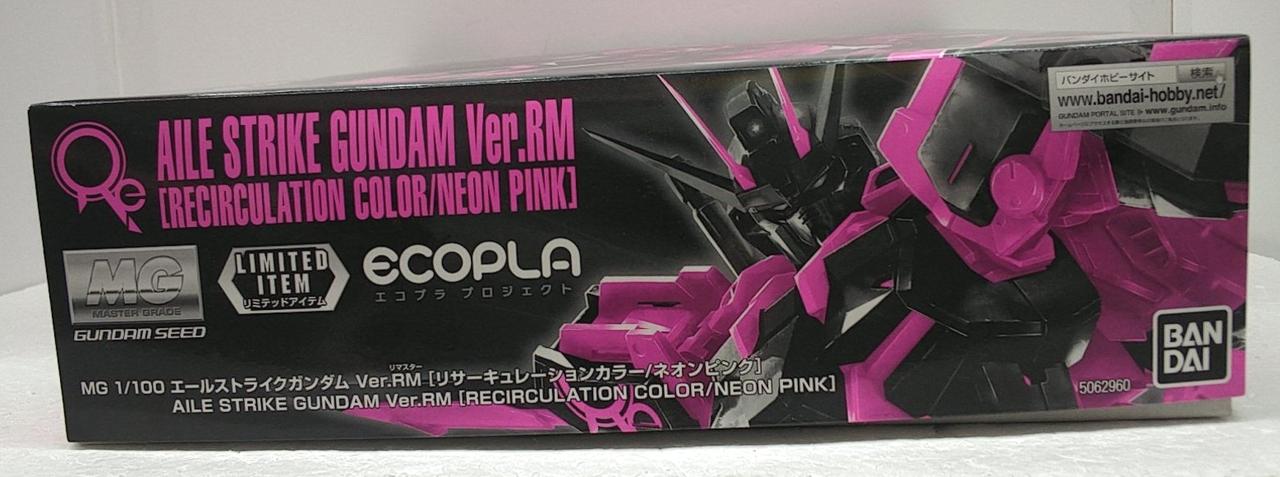 Re
AILE STRIKE GUNDAM Ver.RM
[RECIRCULATION COLOR/NEON PINK]
MG
MASTER GRADE
GUNDAM SEED
LIMITED
ITEM
リミテッドアイテム
ECOPLA
エコプラ プロジェクト
リマスター
MG 1/100 エールストライクガンダム Ver.RM [リサーキュレーションカラー/ネオンピンク]
AILE STRIKE GUNDAM Ver.RM [RECIRCULATION COLOR/NEON PINK]
バンダイホビーサイト 検索
www.bandai-hobby.net/
GUNDAM PORTAL SITE www.gundam.info
BAN
DAI
5062960